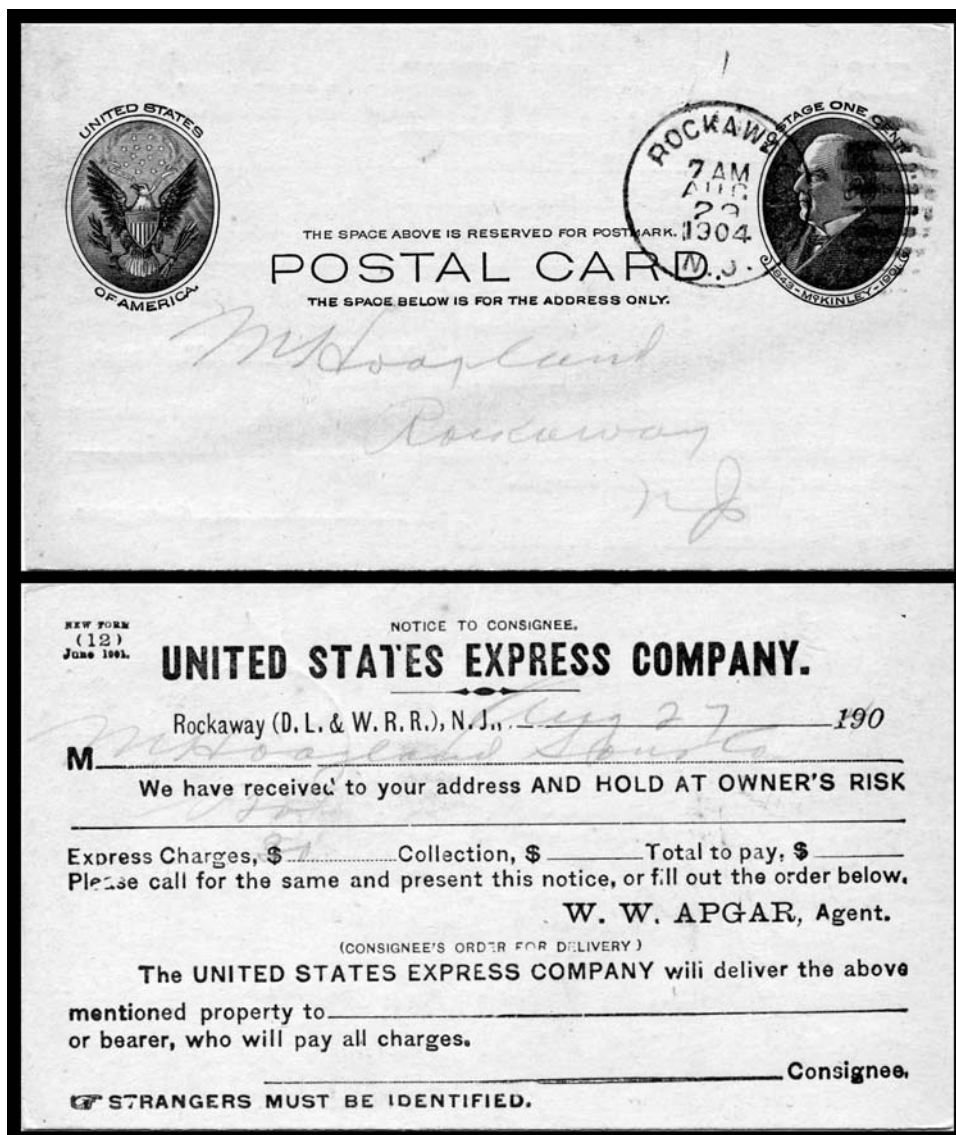 UNITED STATES
OF AMERICA.
ROCKAWA
7 AM
AUG
1904
N.J.
POSTAGE ONE CENT
1843-McKINLEY-1901
THE SPACE ABOVE IS RESERVED FOR POSTMARK.
POSTAL CARD.
THE SPACE BELOW IS FOR THE ADDRESS ONLY.
Hoagland
Rockaway
NJ
NEW YORK
(12)
June 1901.
NOTICE TO CONSIGNEE.
UNITED STATES EXPRESS COMPANY.
Rockaway (D. L. & W. R. R.), N. J., Aug 27 190
M Hoagland Sons Co
We have received to your address AND HOLD AT OWNER'S RISK
Express Charges, $ Collection, $ Total to pay, $
Please call for the same and present this notice, or fill out the order below.
W. W. APGAR, Agent.
(CONSIGNEE'S ORDER FOR DELIVERY)
The UNITED STATES EXPRESS COMPANY will deliver the above
mentioned property to
or bearer, who will pay all charges.
Consignee.
☞ STRANGERS MUST BE IDENTIFIED.